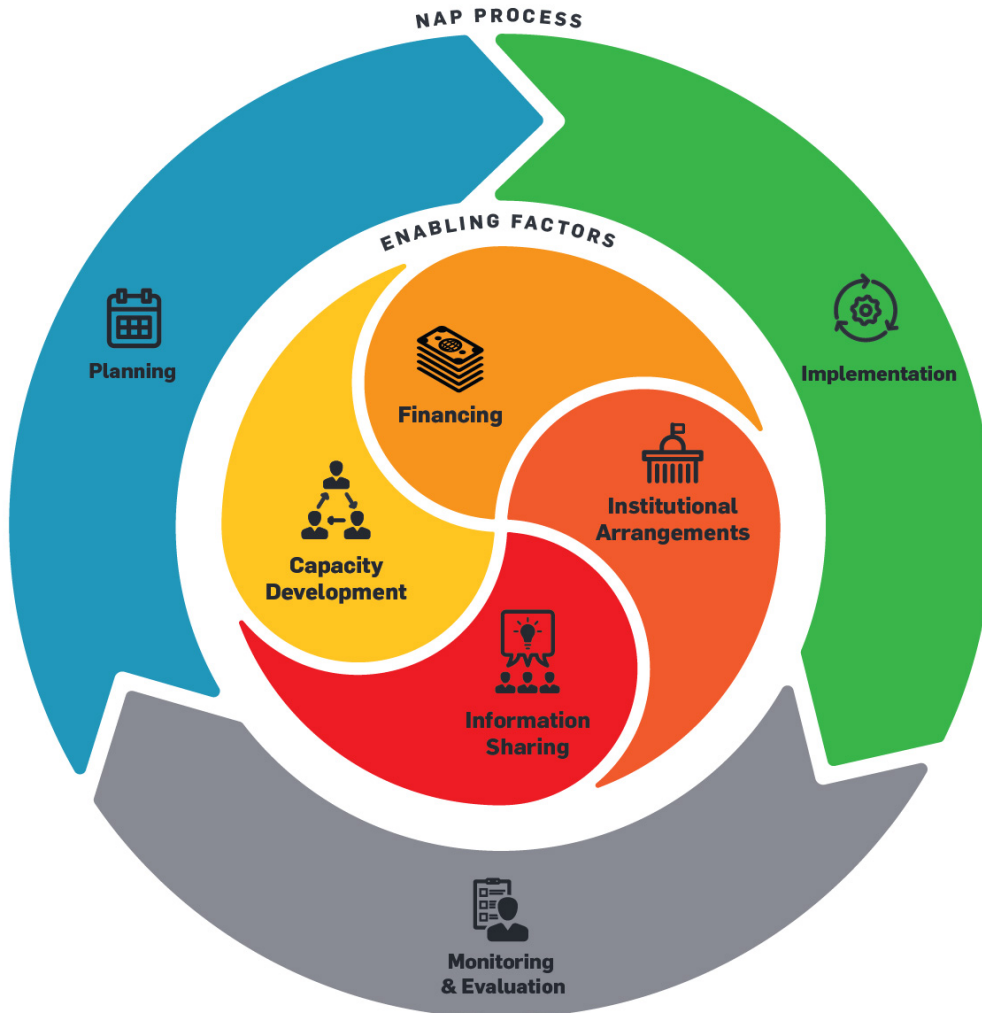 NAP PROCESS
ENABLING FACTORS
Planning
Implementation
Financing
Institutional
Arrangements
Capacity
Development
Information
Sharing
Monitoring
& Evaluation